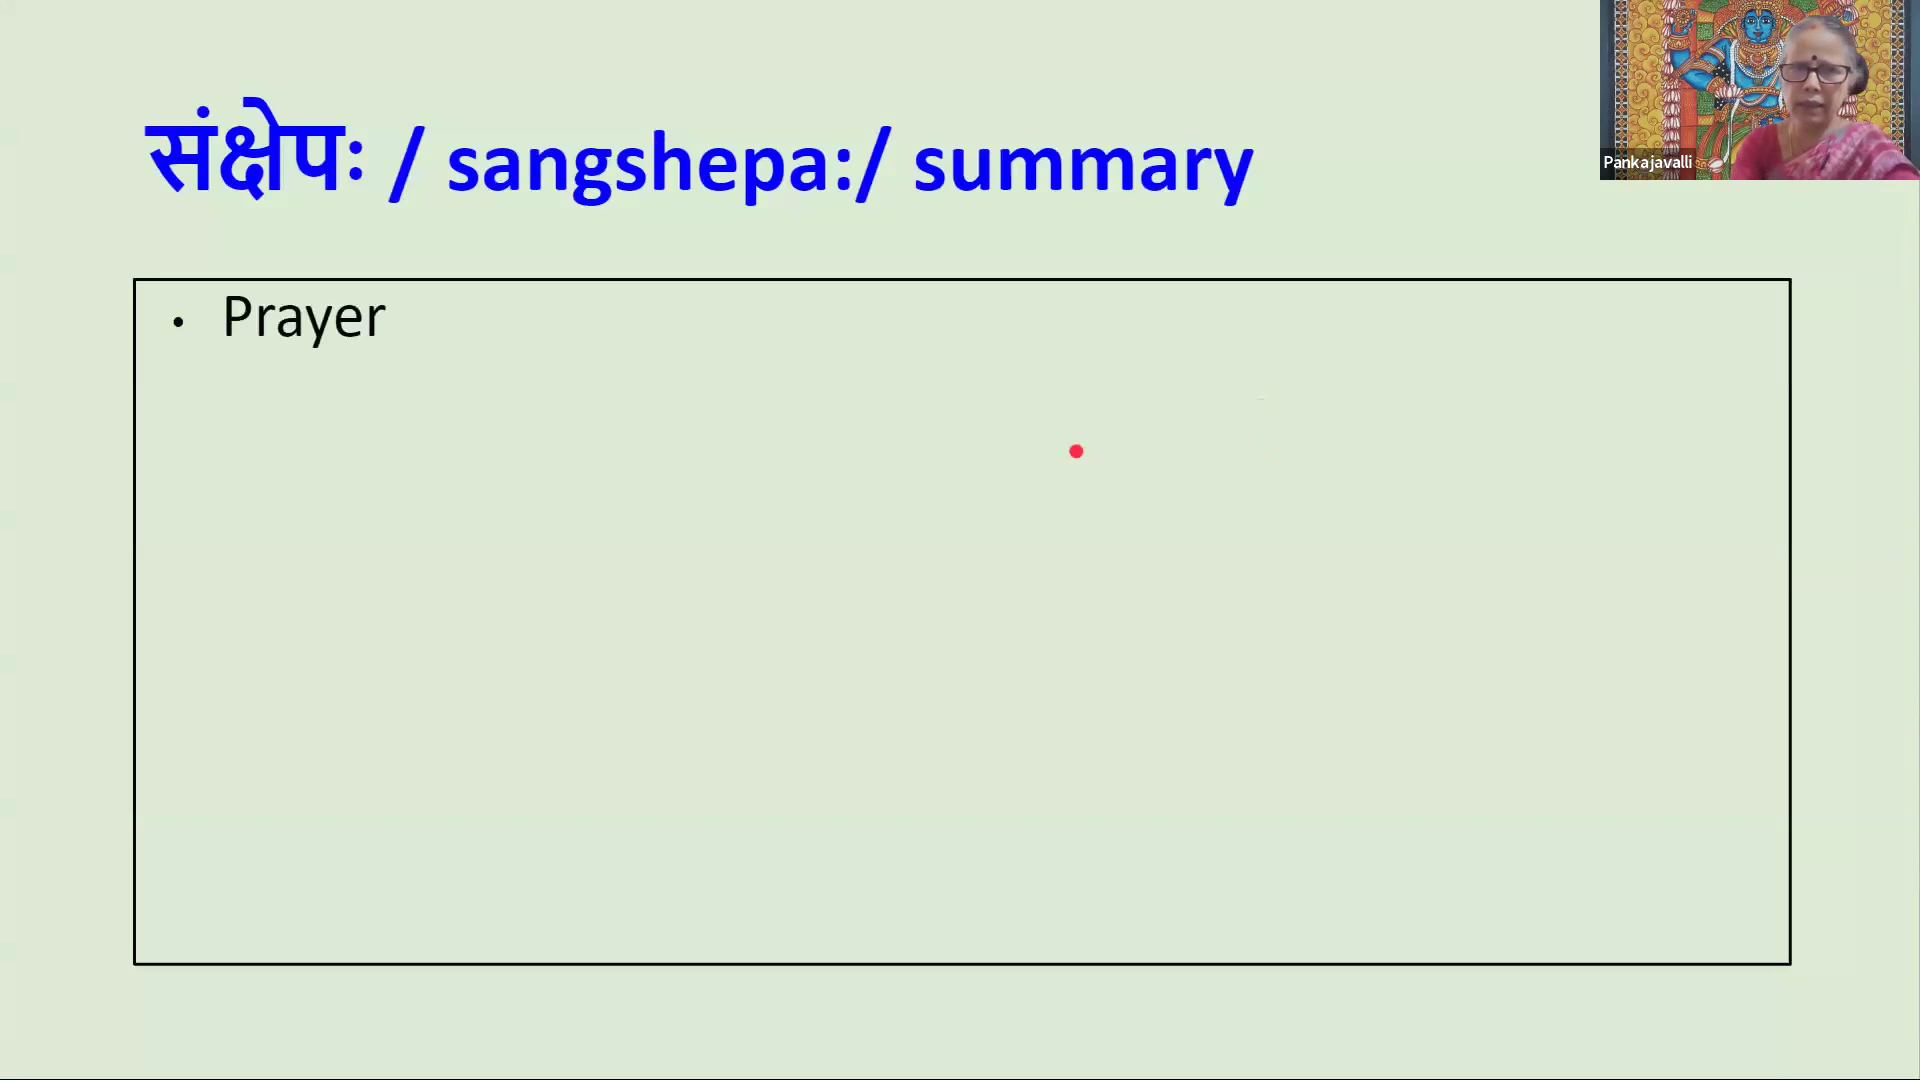 संक्षेपः / sangshepa:/ summary
Pankajavalli
• Prayer